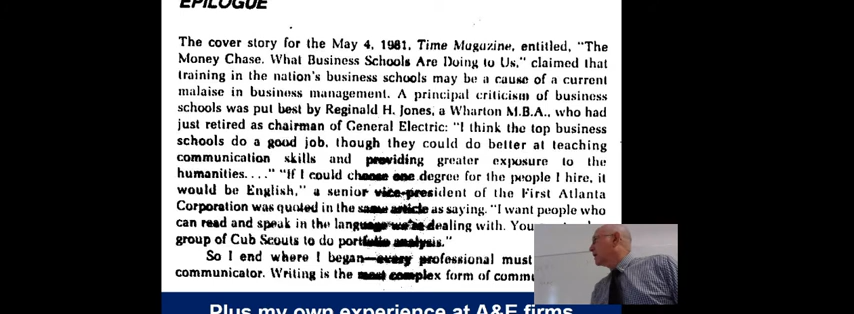 EPILOGUE
The cover story for the May 4, 1981, Time Magazine, entitled, "The
Money Chase. What Business Schools Are Doing to Us," claimed that
training in the nation's business schools may be a cause of a current
malaise in business management. A principal criticism of business
schools was put best by Reginald H. Jones, a Wharton M.B.A., who had
just retired as chairman of General Electric: "I think the top business
schools do a good job, though they could do better at teaching
communication skills and providing greater exposure to the
humanities. . . ." "If I could choose one degree for the people I hire, it
would be English," a senior vice-president of the First Atlanta
Corporation was quoted in the same article as saying. "I want people who
can read and speak in the language we're dealing with. You
group of Cub Scouts to do portfolio analysis."
So I end where I began—every professional must
communicator. Writing is the most complex form of
Plus my own experience at A&E firms